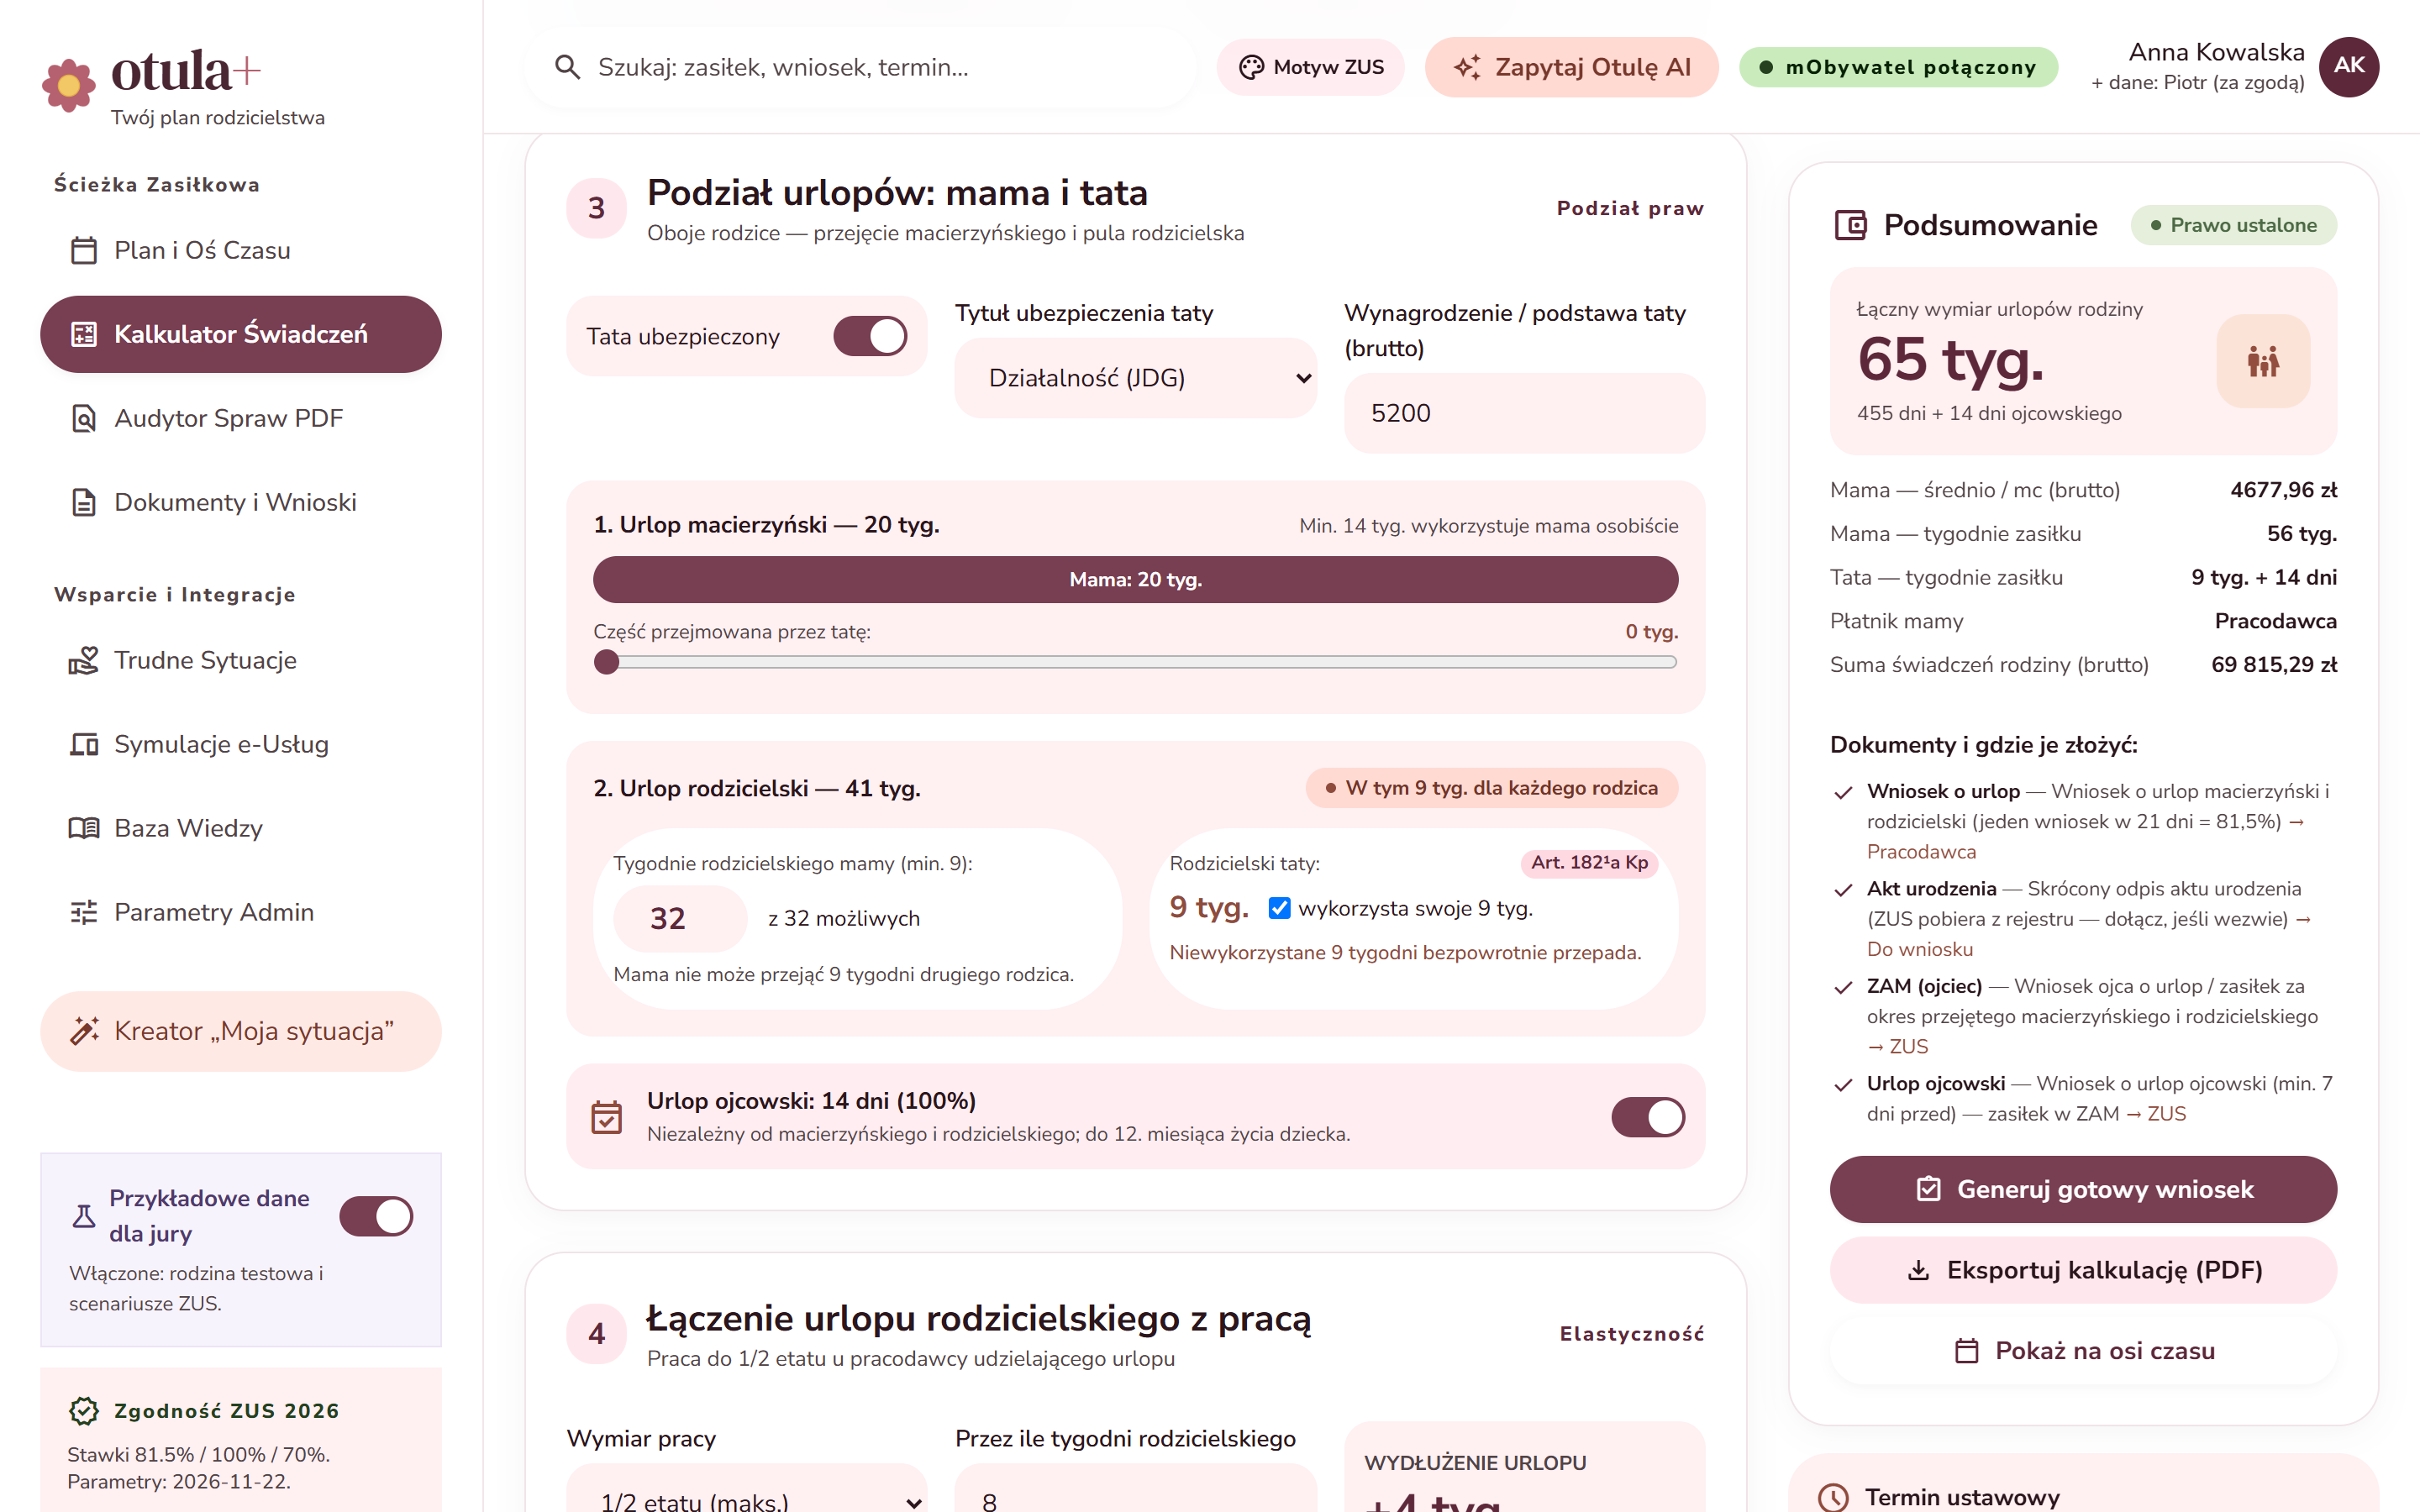 otula+
Twój plan rodzicielstwa
Ścieżka Zasiłkowa
Plan i Oś Czasu
Kalkulator Świadczeń
Audytor Spraw PDF
Dokumenty i Wnioski
Wsparcie i Integracje
Trudne Sytuacje
Symulacje e-Usług
Baza Wiedzy
Parametry Admin
Kreator „Moja sytuacja”
Przykładowe dane
dla jury
Włączone: rodzina testowa i
scenariusze ZUS.
Zgodność ZUS 2026
Stawki 81.5% / 100% / 70%.
Parametry: 2026-11-22.
Szukaj: zasiłek, wniosek, termin...
Motyw ZUS
Zapytaj Otulę AI
mObywatel połączony
Anna Kowalska
+ dane: Piotr (za zgodą)
AK
3
Podział urlopów: mama i tata
Oboje rodzice — przejęcie macierzyńskiego i pula rodzicielska
Podział praw
Tata ubezpieczony
Tytuł ubezpieczenia taty
Działalność (JDG)
Wynagrodzenie / podstawa taty
(brutto)
5200
1. Urlop macierzyński — 20 tyg.
Min. 14 tyg. wykorzystuje mama osobiście
Mama: 20 tyg.
Część przejmowana przez tatę:
0 tyg.
2. Urlop rodzicielski — 41 tyg.
W tym 9 tyg. dla każdego rodzica
Tygodnie rodzicielskiego mamy (min. 9):
32
z 32 możliwych
Mama nie może przejąć 9 tygodni drugiego rodzica.
Rodzicielski taty:
Art. 182¹a Kp
9 tyg.
wykorzysta swoje 9 tyg.
Niewykorzystane 9 tygodni bezpowrotnie przepada.
Urlop ojcowski: 14 dni (100%)
Niezależny od macierzyńskiego i rodzicielskiego; do 12. miesiąca życia dziecka.
4
Łączenie urlopu rodzicielskiego z pracą
Praca do 1/2 etatu u pracodawcy udzielającego urlopu
Elastyczność
Wymiar pracy
1/2 etatu (maks.)
Przez ile tygodni rodzicielskiego
8
WYDŁUŻENIE URLOPU
+4 tyg.
Podsumowanie
Prawo ustalone
Łączny wymiar urlopów rodziny
65 tyg.
455 dni + 14 dni ojcowskiego
Mama — średnio / mc (brutto)
4677,96 zł
Mama — tygodnie zasiłku
56 tyg.
Tata — tygodnie zasiłku
9 tyg. + 14 dni
Płatnik mamy
Pracodawca
Suma świadczeń rodziny (brutto)
69 815,29 zł
Dokumenty i gdzie je złożyć:
Wniosek o urlop — Wniosek o urlop macierzyński i
rodzicielski (jeden wniosek w 21 dni = 81,5%) →
Pracodawca
Akt urodzenia — Skrócony odpis aktu urodzenia
(ZUS pobiera z rejestru — dołącz, jeśli wezwie) →
Do wniosku
ZAM (ojciec) — Wniosek ojca o urlop / zasiłek za
okres przejętego macierzyńskiego i rodzicielskiego
→ ZUS
Urlop ojcowski — Wniosek o urlop ojcowski (min. 7
dni przed) — zasiłek w ZAM → ZUS
Generuj gotowy wniosek
Eksportuj kalkulację (PDF)
Pokaż na osi czasu
Termin ustawowy